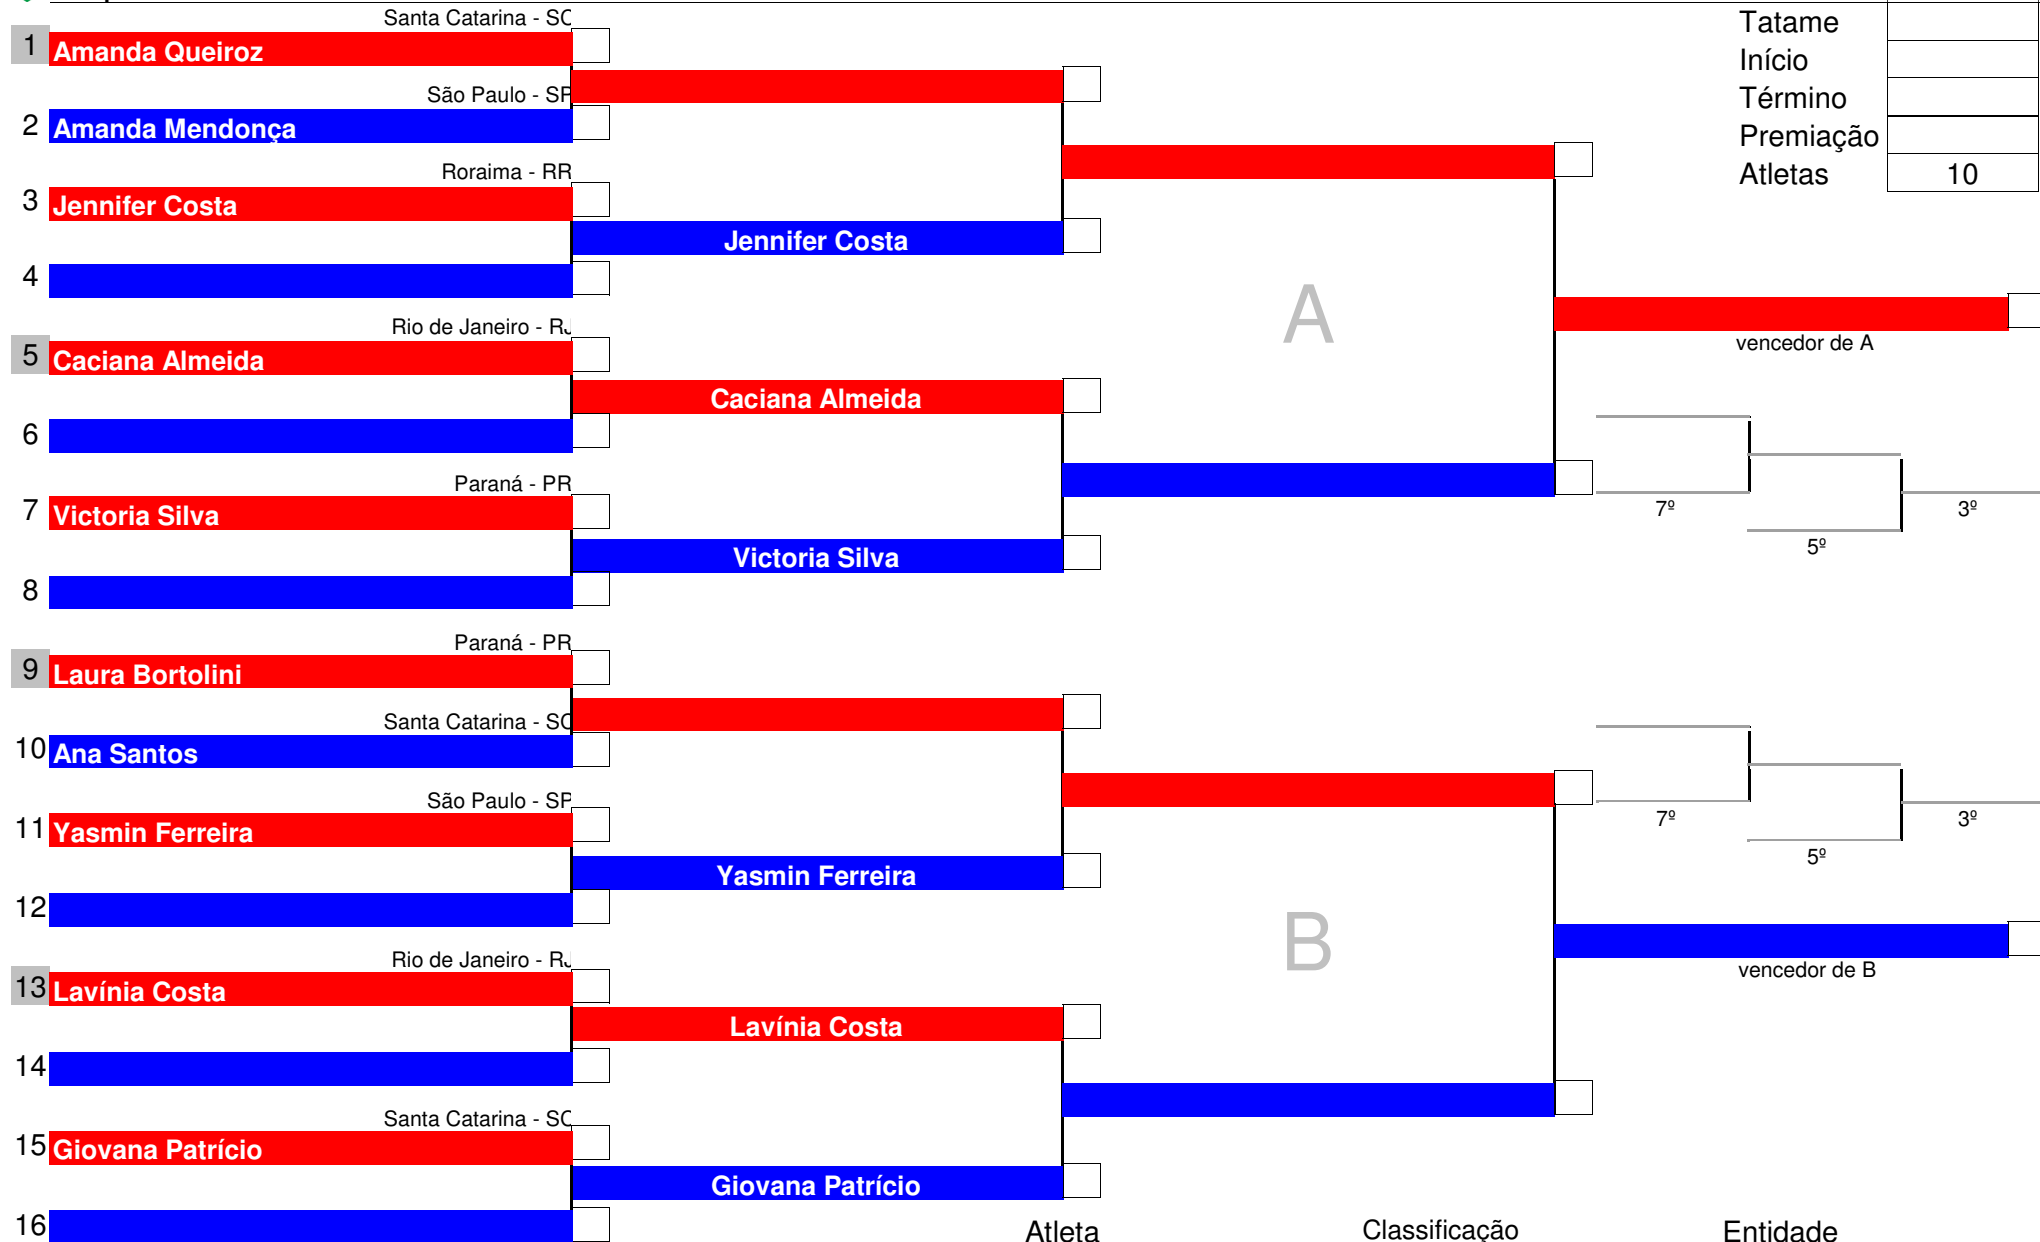 Santa Catarina - SC
1 Amanda Queiroz
São Paulo - SP
2 Amanda Mendonça
Roraima - RR
3 Jennifer Costa
Jennifer Costa
4
Rio de Janeiro - RJ
5 Caciana Almeida
Caciana Almeida
6
Paraná - PR
7 Victoria Silva
Victoria Silva
8
Paraná - PR
9 Laura Bortolini
Santa Catarina - SC
10 Ana Santos
São Paulo - SP
11 Yasmin Ferreira
Yasmin Ferreira
12
Rio de Janeiro - RJ
13 Lavínia Costa
Lavínia Costa
14
Santa Catarina - SC
15 Giovana Patrício
Giovana Patrício
16
A
B
Tatame
Início
Término
Premiação
Atletas 10
vencedor de A
7º
5º
3º
7º
5º
3º
vencedor de B
Atleta Classificação Entidade